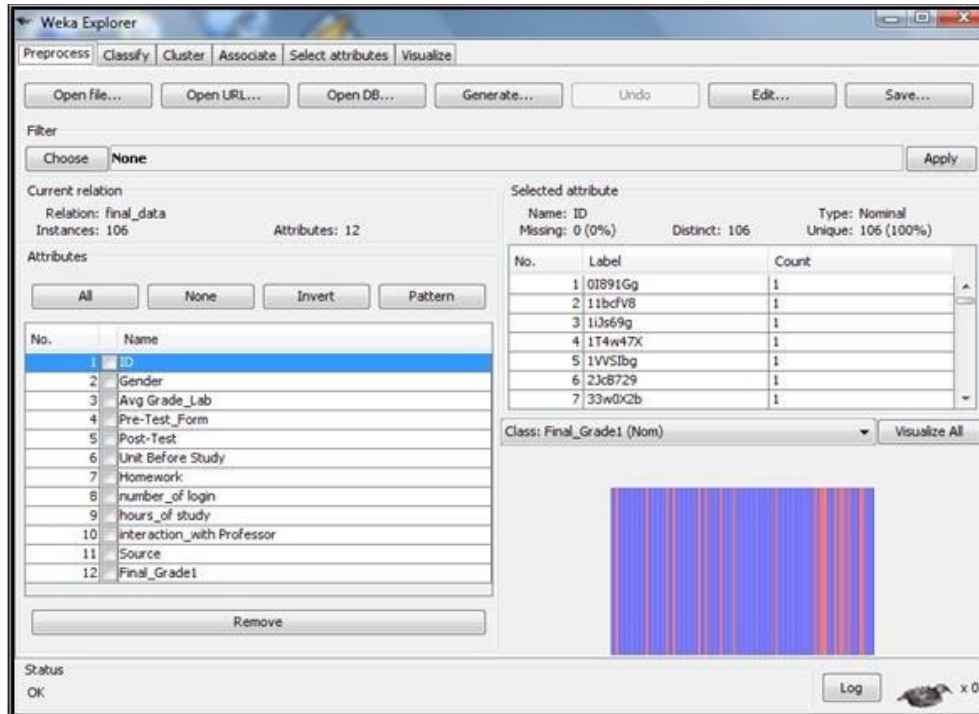 Weka Explorer
Preprocess Classify Cluster Associate Select attributes Visualize
Open file... Open URL... Open DB... Generate... Undo Edit... Save...
Filter
Choose None Apply
Current relation
Relation: final_data
Instances: 106 Attributes: 12
Attributes
All None Invert Pattern
No. Name
1 ID
2 Gender
3 Avg Grade_Lab
4 Pre-Test_Form
5 Post-Test
6 Unit Before Study
7 Homework
8 number_of login
9 hours_of study
10 interaction_with Professor
11 Source
12 Final_Grade1
Remove
Selected attribute
Name: ID Type: Nominal
Missing: 0 (0%) Distinct: 106 Unique: 106 (100%)
No. Label Count
1 0I891Gg 1
2 11bcfV8 1
3 1iJs69g 1
4 1T4w47X 1
5 1VVSIbg 1
6 2JcB729 1
7 33w0X2b 1
Class: Final_Grade1 (Nom) Visualize All
Status
OK
Log x 0